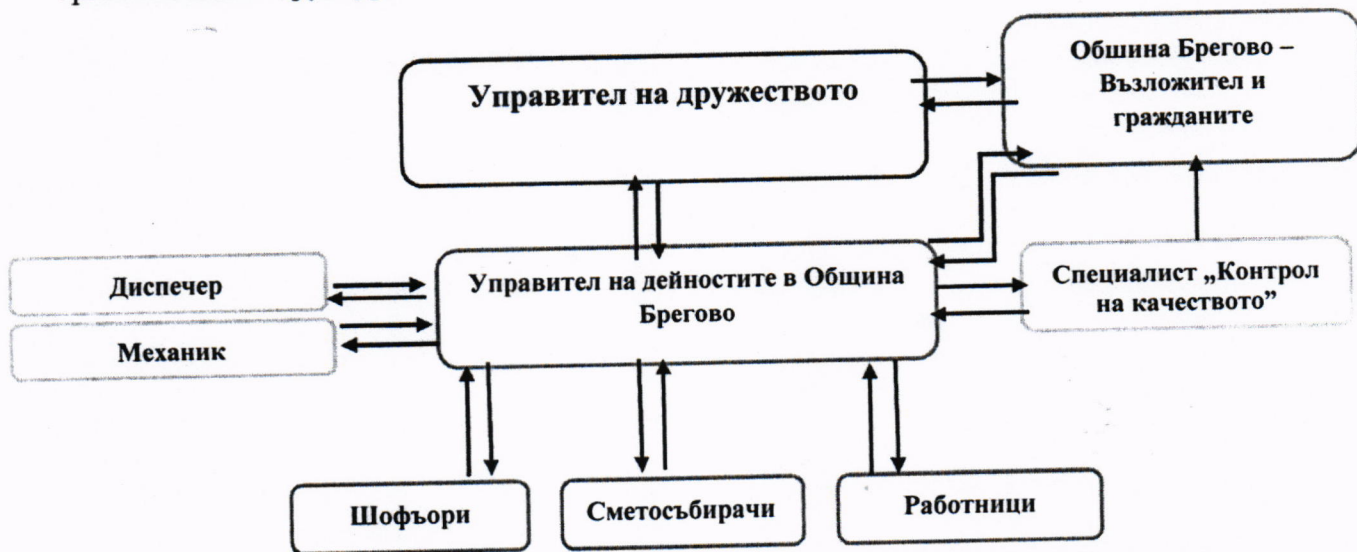 Управител на дружеството
Обшина Брегово –
Възложител и
гражданите
Диспечер
Механик
Управител на дейностите в Община
Брегово
Специалист „Контрол
на качеството”
Шофъори
Сметосъбирачи
Работници